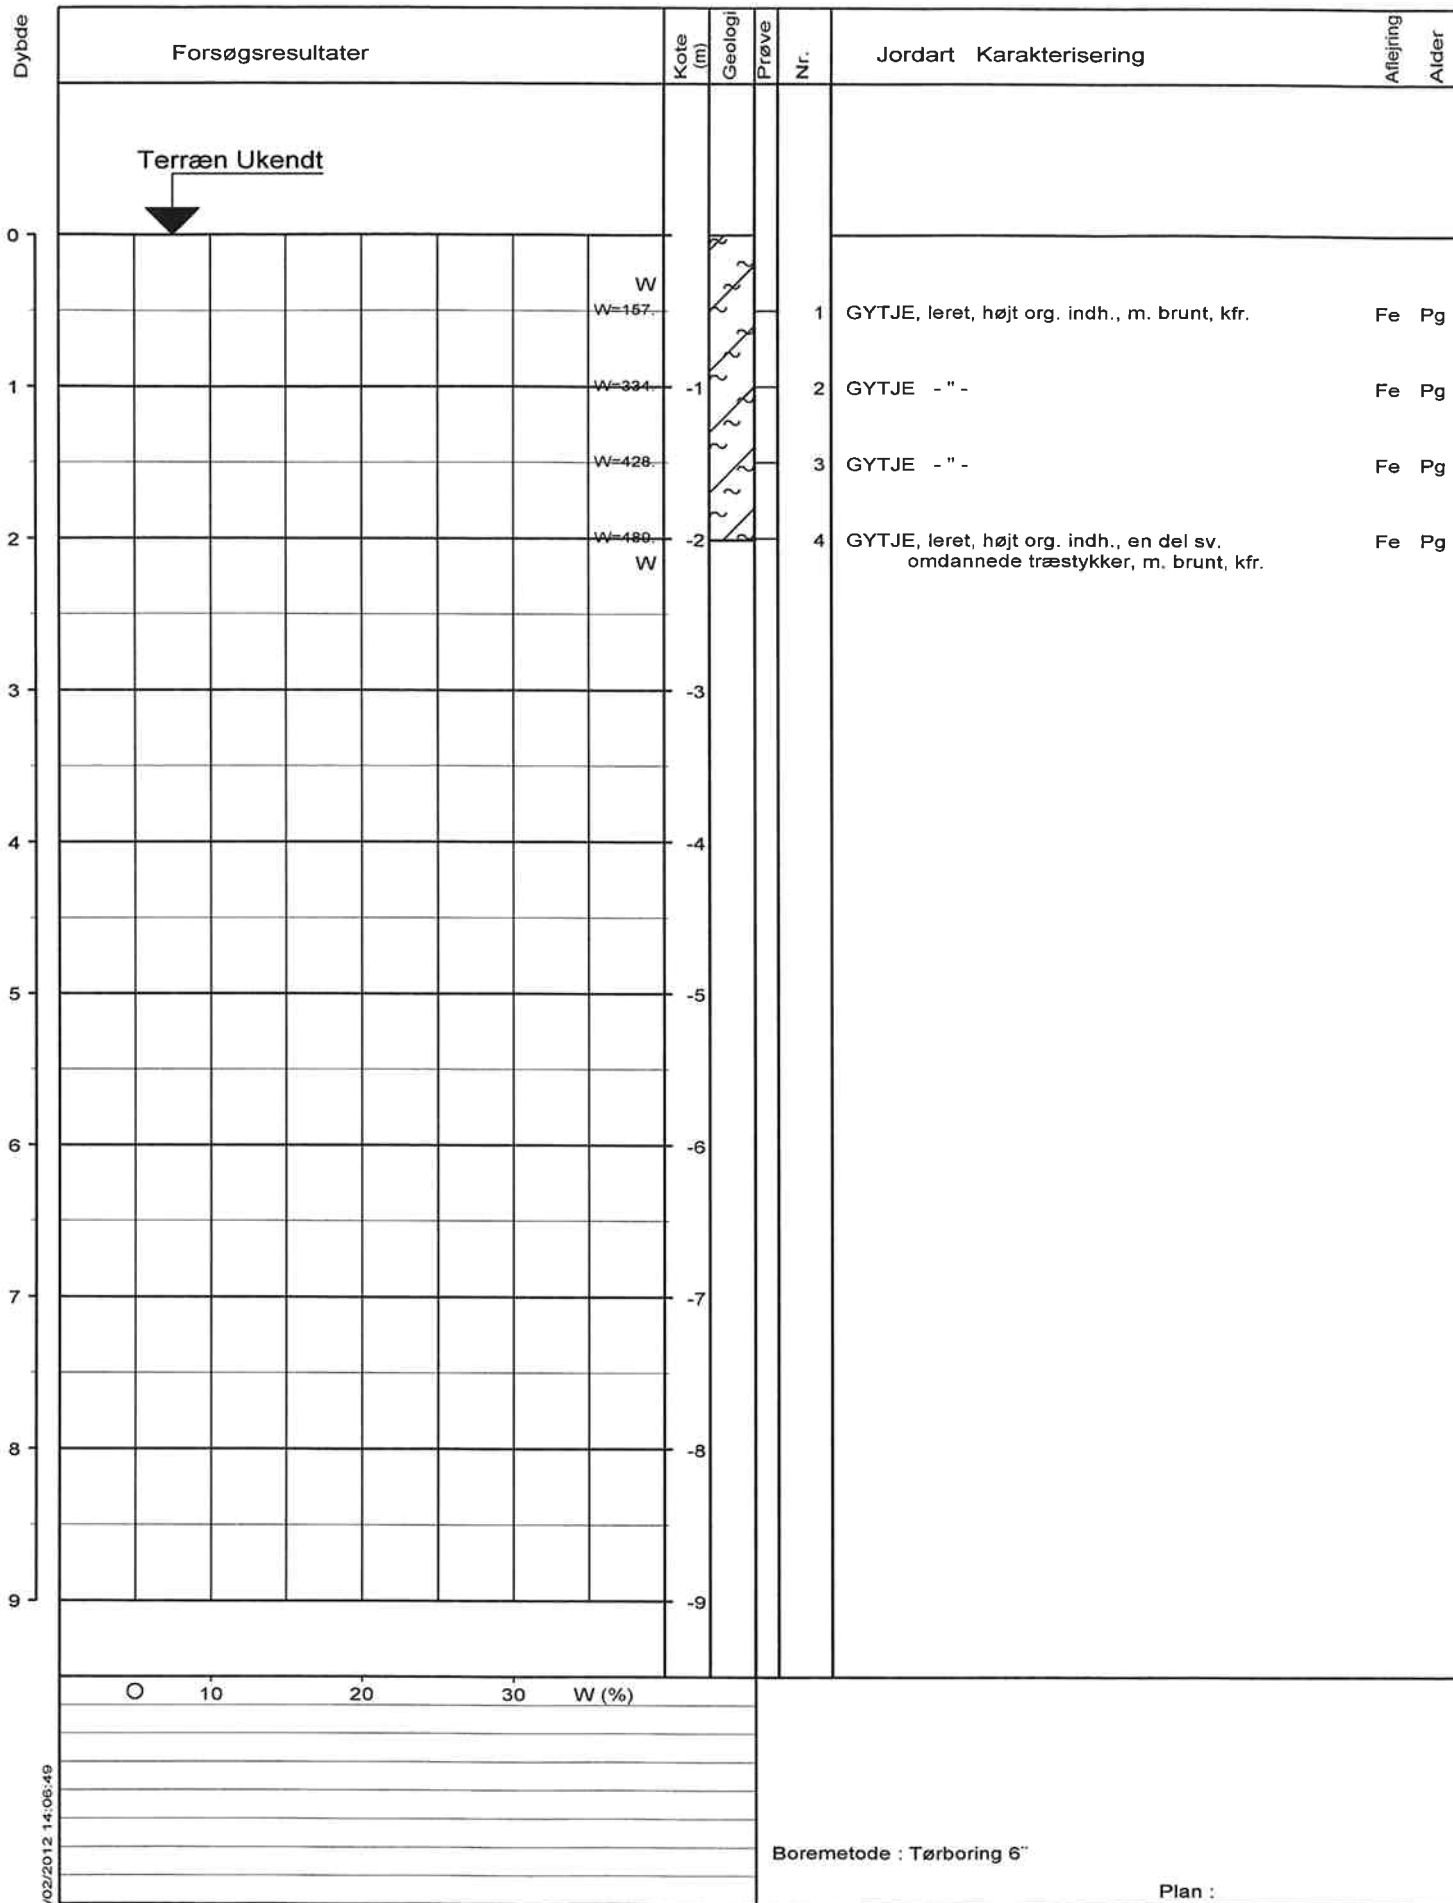 Dybde
Forsøgsresultater
Kote (m)
Geologi
Prøve
Nr.
Jordart Karakterisering
Aflejring
Alder
Terræn Ukendt
0
W
W=157.
1 GYTJE, leret, højt org. indh., m. brunt, kfr. Fe Pg
1 W=334. -1 2 GYTJE - " - Fe Pg
W=428. 3 GYTJE - " - Fe Pg
2 W=480. -2 4 GYTJE, leret, højt org. indh., en del sv. Fe Pg
W
omdannede træstykker, m. brunt, kfr.
3 -3
4 -4
5 -5
6 -6
7 -7
8 -8
9 -9
10 20 30 W (%)
/02/2012 14:06:49
Boremetode : Tørboring 6"
Plan :